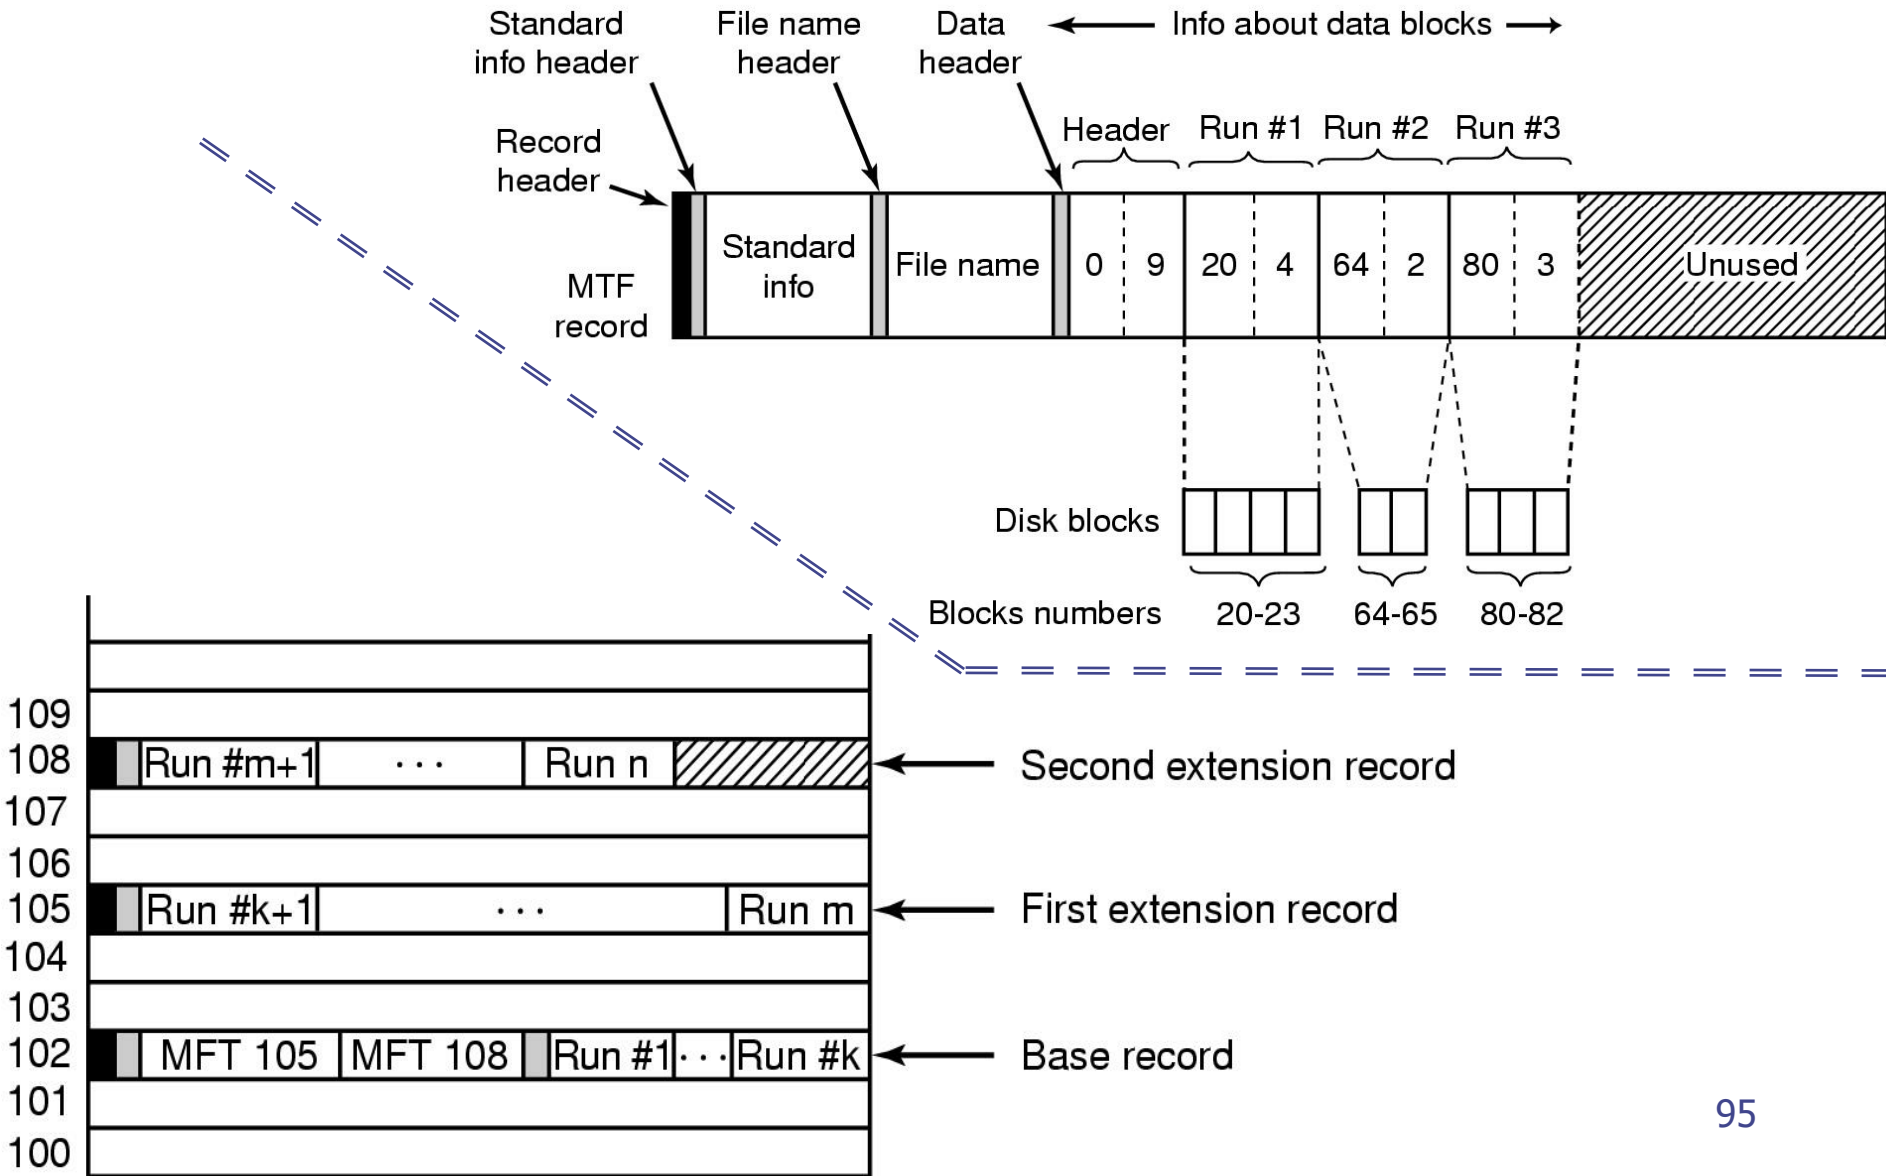 Standard
info header
File name
header
Data
header
Info about data blocks
Record
header
Header
Run #1
Run #2
Run #3
MTF
record
Standard
info
File name
0
9
20
4
64
2
80
3
Unused
Disk blocks
Blocks numbers
20-23
64-65
80-82
109
108
Run #m+1
· · ·
Run n
Second extension record
107
106
105
Run #k+1
· · ·
Run m
First extension record
104
103
102
MFT 105
MFT 108
Run #1
· · ·
Run #k
Base record
101
100
95